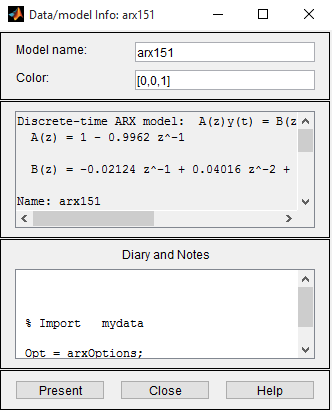 Data/model Info: arx151
Model name:
arx151
Color:
[0,0,1]
Discrete-time ARX model:  A(z)y(t) = B(z
A(z) = 1 - 0.9962 z^-1
B(z) = -0.02124 z^-1 + 0.04016 z^-2 +
Name: arx151
Diary and Notes
% Import   mydata
Opt = arxOptions;
Present
Close
Help